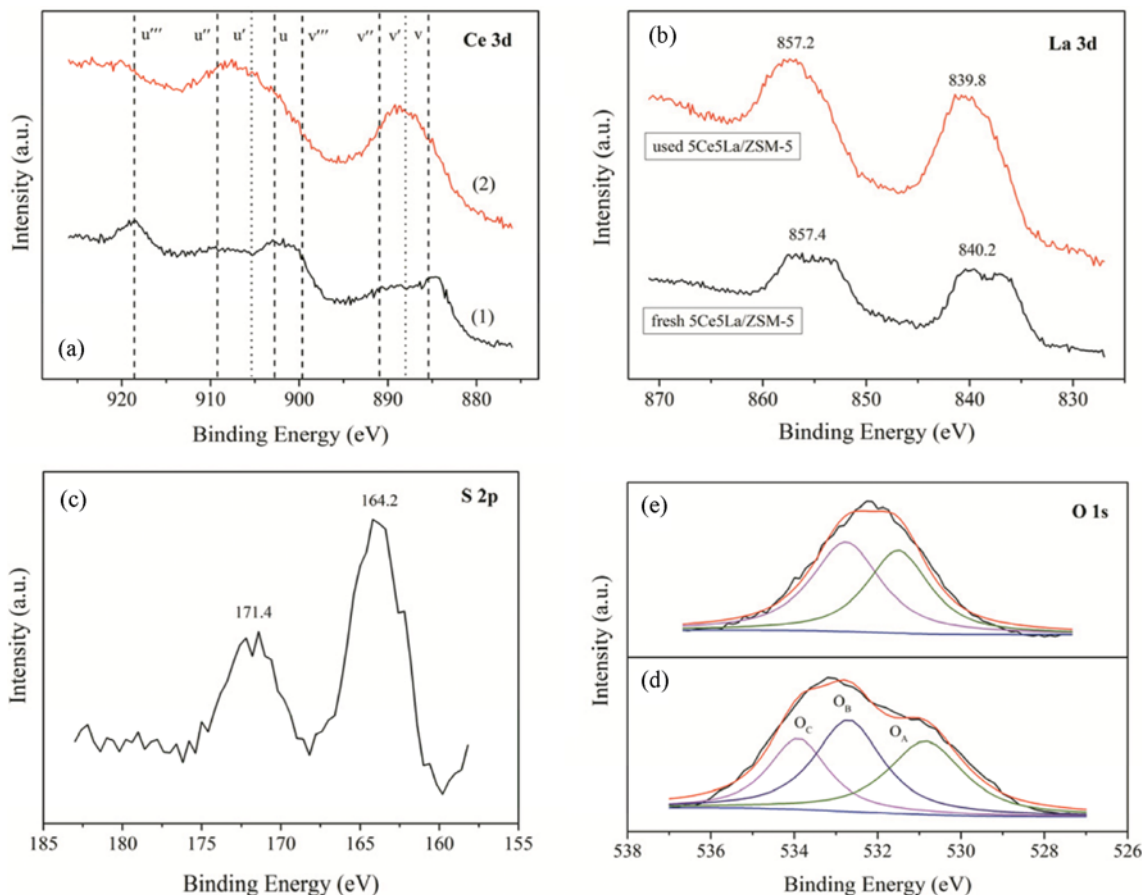 u''' u'' u' u v''' v'' v' v Ce 3d
(2)
(1)
(a)
Intensity (a.u.)
920 910 900 890 880
Binding Energy (eV)
(b) La 3d
857.2 839.8
used 5Ce5La/ZSM-5
857.4 840.2
fresh 5Ce5La/ZSM-5
Intensity (a.u.)
870 860 850 840 830
Binding Energy (eV)
(c) S 2p
164.2
171.4
Intensity (a.u.)
185 180 175 170 165 160 155
Binding Energy (eV)
(e) O 1s
(d)
O_C O_B O_A
Intensity (a.u.)
538 536 534 532 530 528 526
Binding Energy (eV)